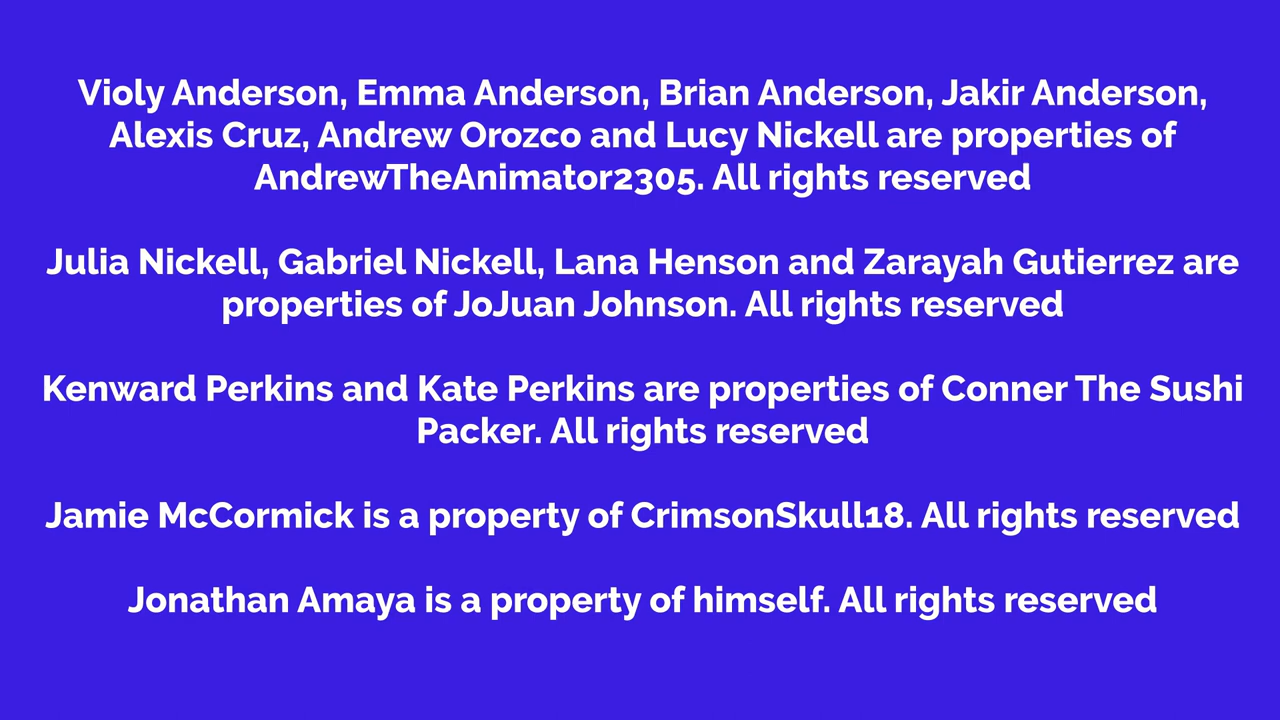 Violy Anderson, Emma Anderson, Brian Anderson, Jakir Anderson,
Alexis Cruz, Andrew Orozco and Lucy Nickell are properties of
AndrewTheAnimator2305. All rights reserved
Julia Nickell, Gabriel Nickell, Lana Henson and Zarayah Gutierrez are
properties of JoJuan Johnson. All rights reserved
Kenward Perkins and Kate Perkins are properties of Conner The Sushi
Packer. All rights reserved
Jamie McCormick is a property of CrimsonSkull18. All rights reserved
Jonathan Amaya is a property of himself. All rights reserved